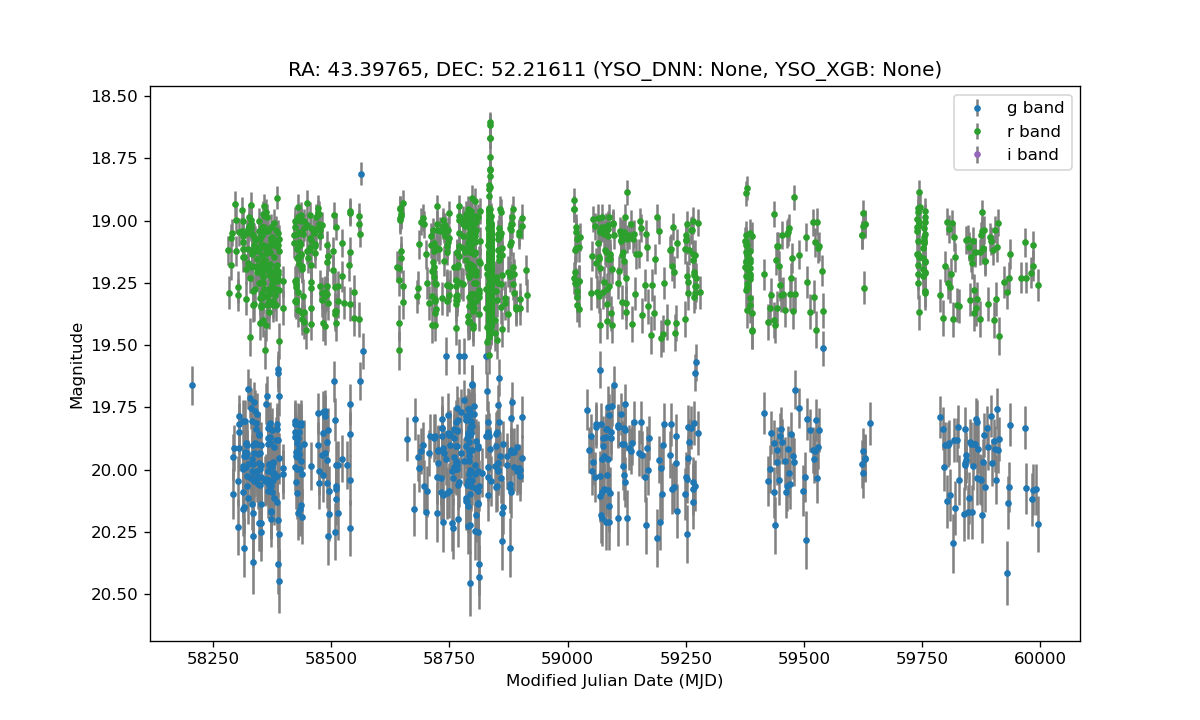 RA: 43.39765, DEC: 52.21611 (YSO_DNN: None, YSO_XGB: None)
g band
r band
i band
18.50
18.75
19.00
19.25
19.50
19.75
20.00
20.25
20.50
Magnitude
58250 58500 58750 59000 59250 59500 59750 60000
Modified Julian Date (MJD)